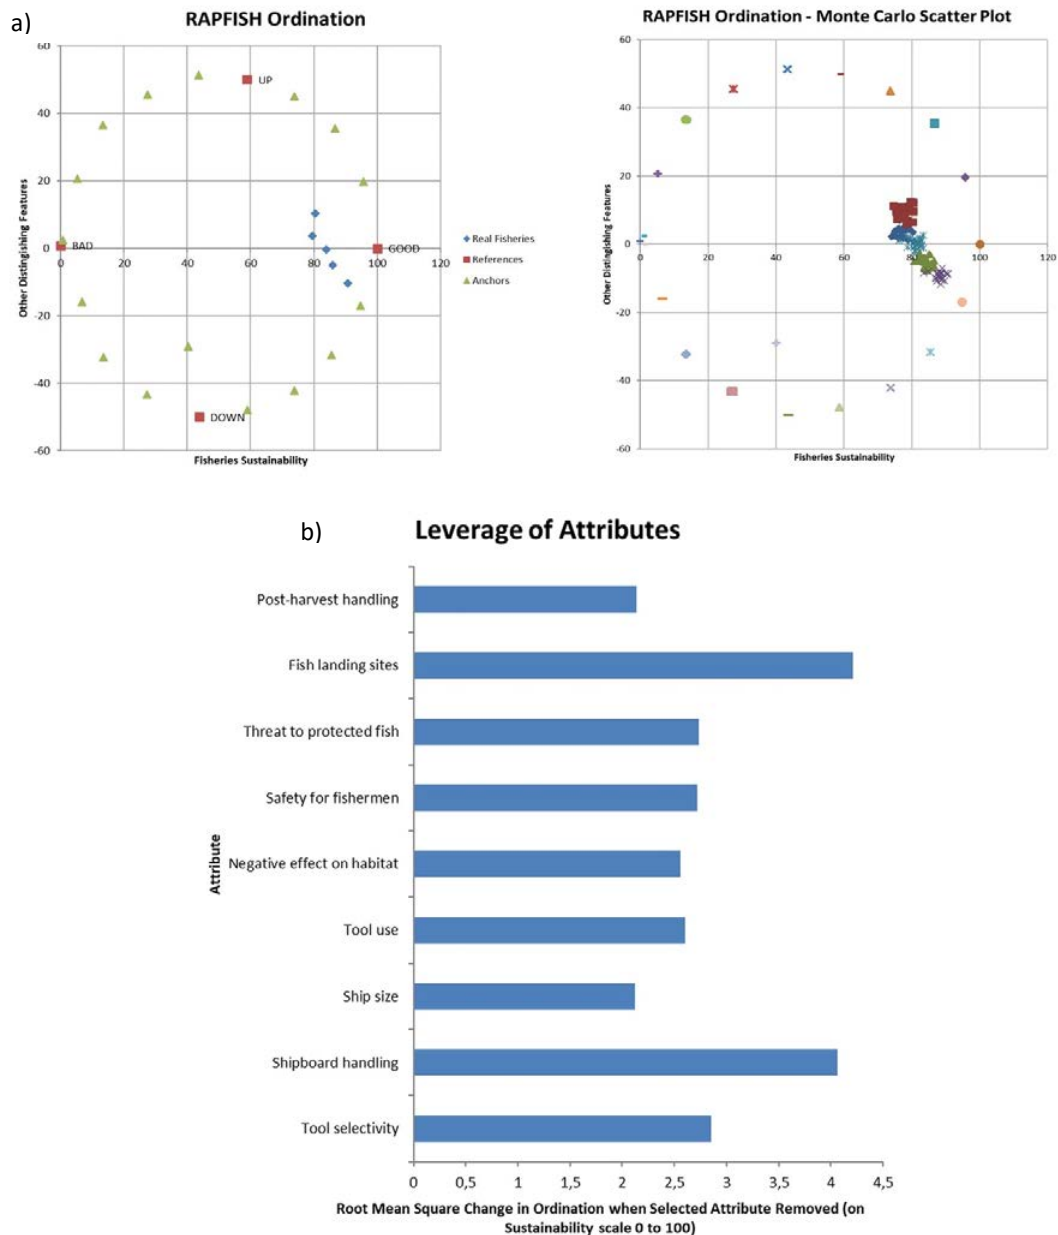 a)
RAPFISH Ordination
60
40
20
0
-20
-40
-60
0 20 40 60 80 100 120
UP
BAD
GOOD
DOWN
Other Distingishing Features
Fisheries Sustainability
Real Fisheries
References
Anchors
RAPFISH Ordination - Monte Carlo Scatter Plot
60
40
20
0
-20
-40
-60
0 20 40 60 80 100 120
Other Distingishing Features
Fisheries Sustainability
b)
Leverage of Attributes
Attribute
Post-harvest handling
Fish landing sites
Threat to protected fish
Safety for fishermen
Negative effect on habitat
Tool use
Ship size
Shipboard handling
Tool selectivity
0 0,5 1 1,5 2 2,5 3 3,5 4 4,5
Root Mean Square Change in Ordination when Selected Attribute Removed (on
Sustainability scale 0 to 100)